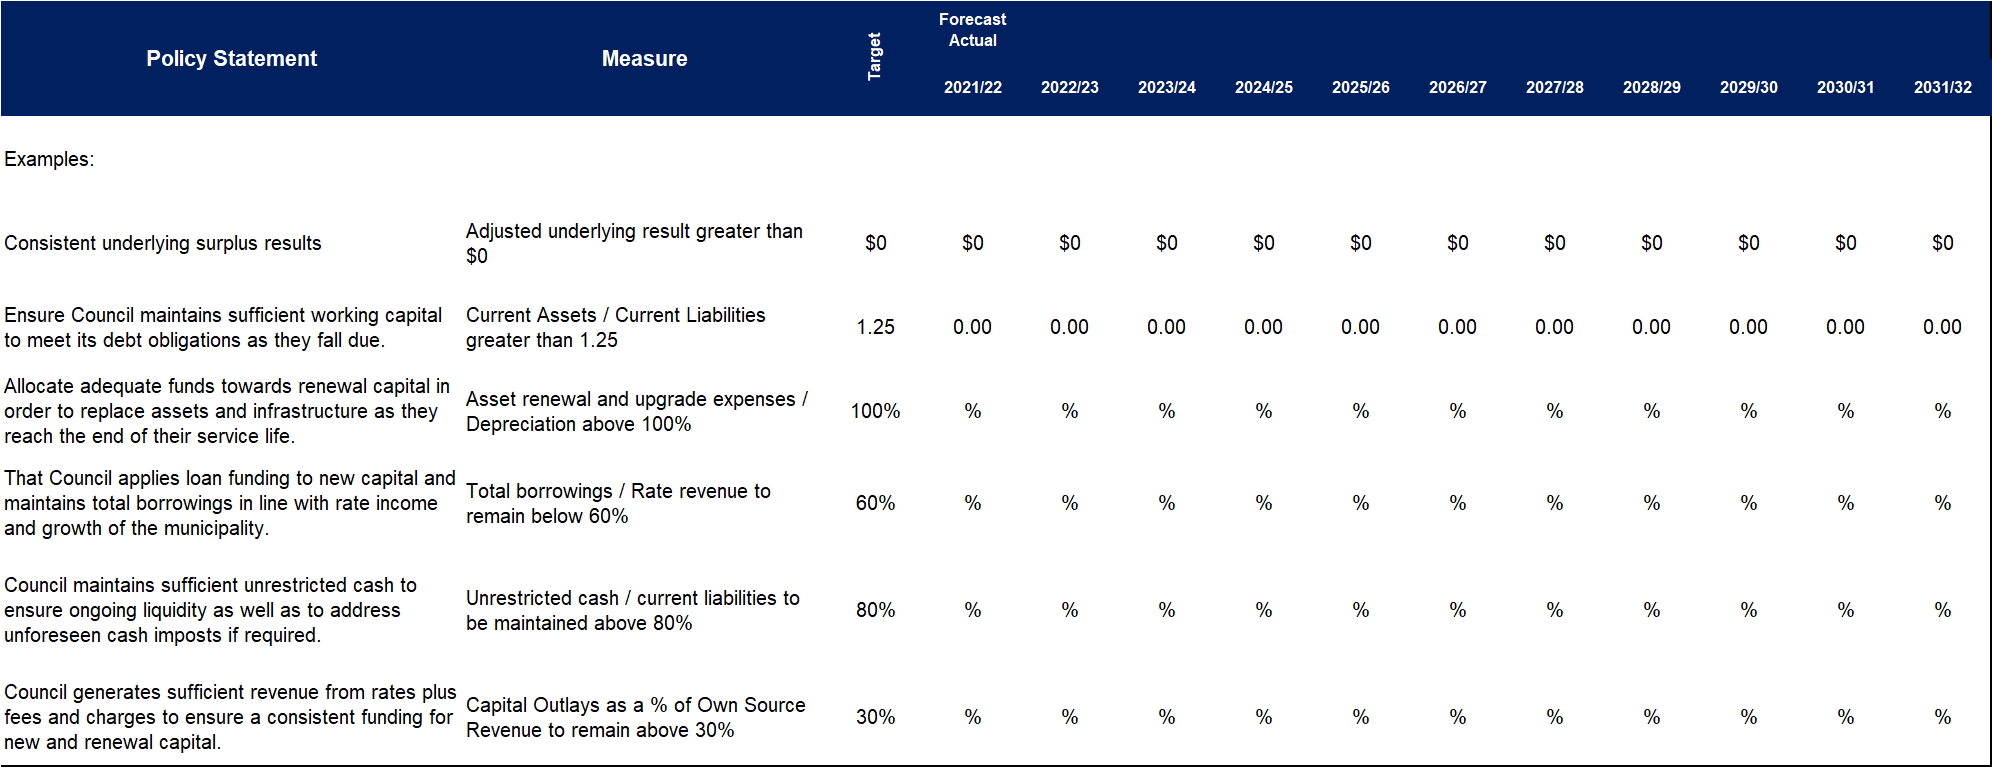 Policy Statement Measure Target Forecast
Actual
2021/22 2022/23 2023/24 2024/25 2025/26 2026/27 2027/28 2028/29 2029/30 2030/31 2031/32
Examples:
Consistent underlying surplus results
Adjusted underlying result greater than
$0
$0 $0 $0 $0 $0 $0 $0 $0 $0 $0 $0 $0
Ensure Council maintains sufficient working capital
to meet its debt obligations as they fall due.
Current Assets / Current Liabilities
greater than 1.25
1.25 0.00 0.00 0.00 0.00 0.00 0.00 0.00 0.00 0.00 0.00 0.00
Allocate adequate funds towards renewal capital in
order to replace assets and infrastructure as they
reach the end of their service life.
Asset renewal and upgrade expenses /
Depreciation above 100%
100% % % % % % % % % % % %
That Council applies loan funding to new capital and
maintains total borrowings in line with rate income
and growth of the municipality.
Total borrowings / Rate revenue to
remain below 60%
60% % % % % % % % % % % %
Council maintains sufficient unrestricted cash to
ensure ongoing liquidity as well as to address
unforeseen cash imposts if required.
Unrestricted cash / current liabilities to
be maintained above 80%
80% % % % % % % % % % % %
Council generates sufficient revenue from rates plus
fees and charges to ensure a consistent funding for
new and renewal capital.
Capital Outlays as a % of Own Source
Revenue to remain above 30%
30% % % % % % % % % % % %